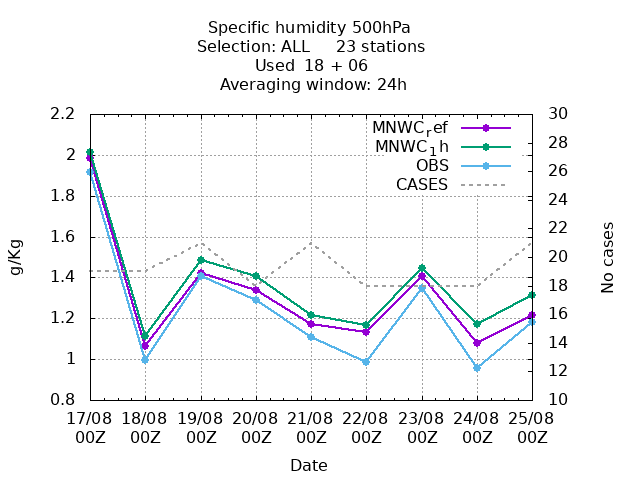 Specific humidity 500hPa
Selection: ALL 23 stations
Used 18 + 06
Averaging window: 24h
g/Kg
2.2
2
1.8
1.6
1.4
1.2
1
0.8
MNWCref
MNWC1h
OBS
CASES
30
28
26
24
22
20
18
16
14
12
10
No cases
17/08 18/08 19/08 20/08 21/08 22/08 23/08 24/08 25/08
00Z 00Z 00Z 00Z 00Z 00Z 00Z 00Z 00Z
Date